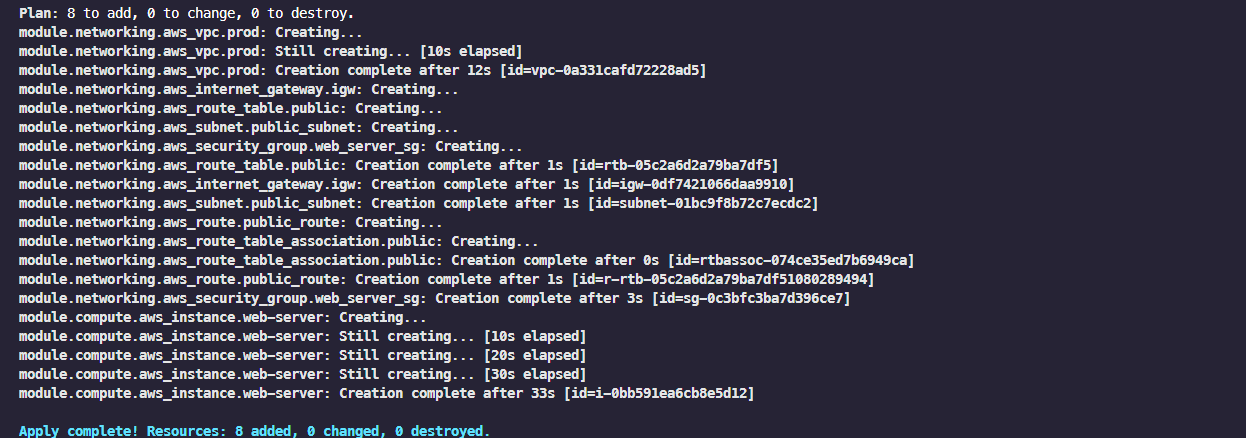 Plan: 8 to add, 0 to change, 0 to destroy.
module.networking.aws_vpc.prod: Creating...
module.networking.aws_vpc.prod: Still creating... [10s elapsed]
module.networking.aws_vpc.prod: Creation complete after 12s [id=vpc-0a331cafd72228ad5]
module.networking.aws_internet_gateway.igw: Creating...
module.networking.aws_route_table.public: Creating...
module.networking.aws_subnet.public_subnet: Creating...
module.networking.aws_security_group.web_server_sg: Creating...
module.networking.aws_route_table.public: Creation complete after 1s [id=rtb-05c2a6d2a79ba7df5]
module.networking.aws_internet_gateway.igw: Creation complete after 1s [id=igw-0df7421066daa9910]
module.networking.aws_subnet.public_subnet: Creation complete after 1s [id=subnet-01bc9f8b72c7ecdc2]
module.networking.aws_route.public_route: Creating...
module.networking.aws_route_table_association.public: Creating...
module.networking.aws_route_table_association.public: Creation complete after 0s [id=rtbassoc-074ce35ed7b6949ca]
module.networking.aws_route.public_route: Creation complete after 1s [id=r-rtb-05c2a6d2a79ba7df51080289494]
module.networking.aws_security_group.web_server_sg: Creation complete after 3s [id=sg-0c3bfc3ba7d396ce7]
module.compute.aws_instance.web-server: Creating...
module.compute.aws_instance.web-server: Still creating... [10s elapsed]
module.compute.aws_instance.web-server: Still creating... [20s elapsed]
module.compute.aws_instance.web-server: Still creating... [30s elapsed]
module.compute.aws_instance.web-server: Creation complete after 33s [id=i-0bb591ea6cb8e5d12]
Apply complete! Resources: 8 added, 0 changed, 0 destroyed.